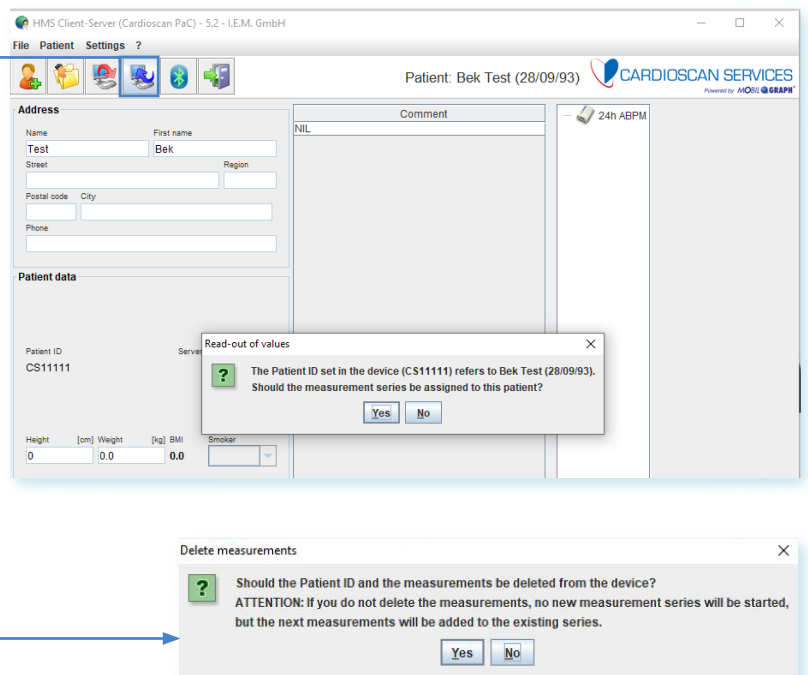 HMS Client-Server (Cardioscan PaC) - 5.2 - I.E.M. GmbH
File Patient Settings ?
Patient: Bek Test (28/09/93)
CARDIOSCAN SERVICES
Powered by MOBIL-O-GRAPH®
Address
Name First name
Test Bek
Street Region
Postal code City
Phone
Comment
NIL
24h ABPM
Patient data
Patient ID Server
CS11111
Read-out of values
The Patient ID set in the device (CS11111) refers to Bek Test (28/09/93).
Should the measurement series be assigned to this patient?
Yes No
Height [cm] Weight [kg] BMI Smoker
0 0.0 0.0
Delete measurements
Should the Patient ID and the measurements be deleted from the device?
ATTENTION: If you do not delete the measurements, no new measurement series will be started,
but the next measurements will be added to the existing series.
Yes No